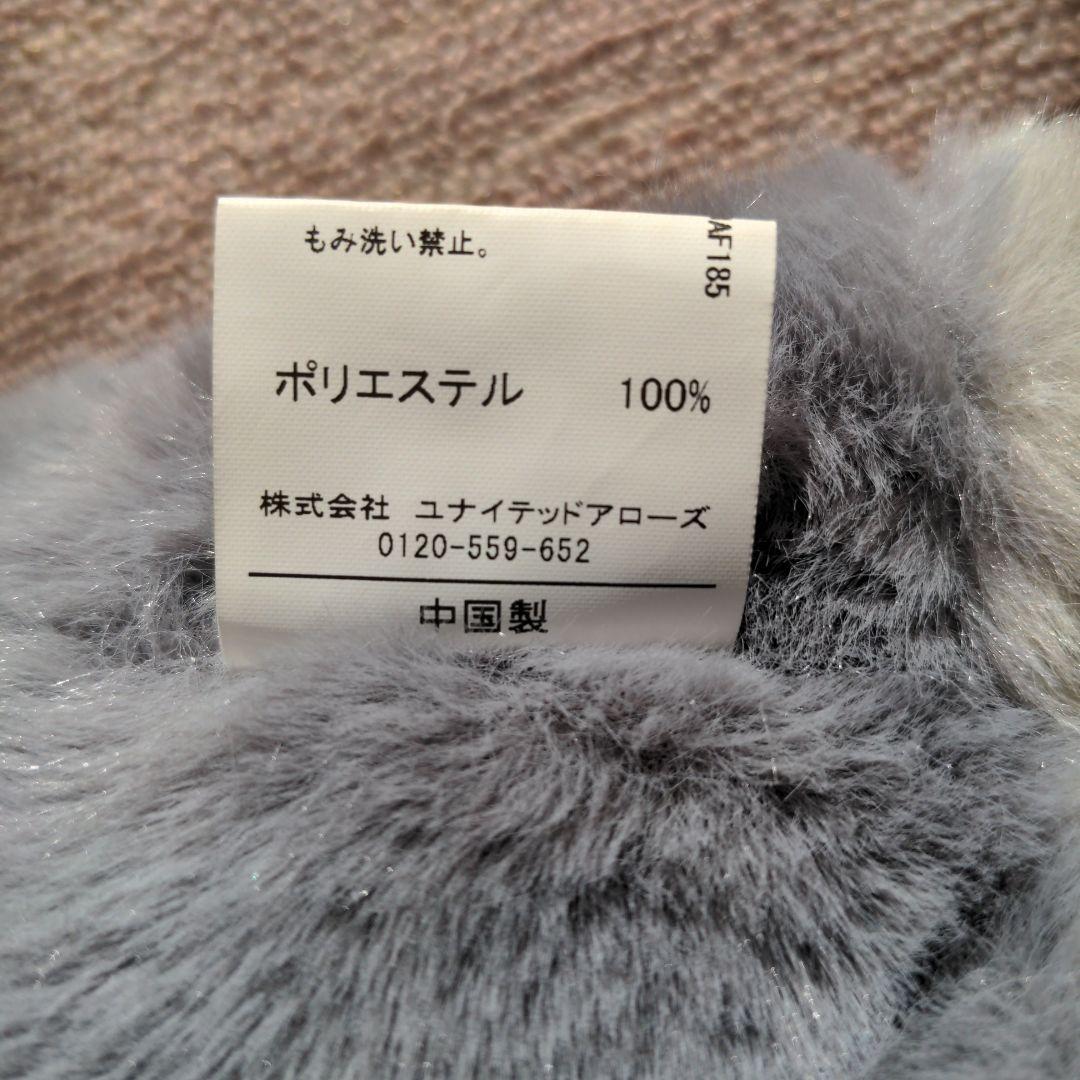 もみ洗い禁止。
AF185
ポリエステル 100%
株式会社 ユナイテッドアローズ
0120-559-652
中国製